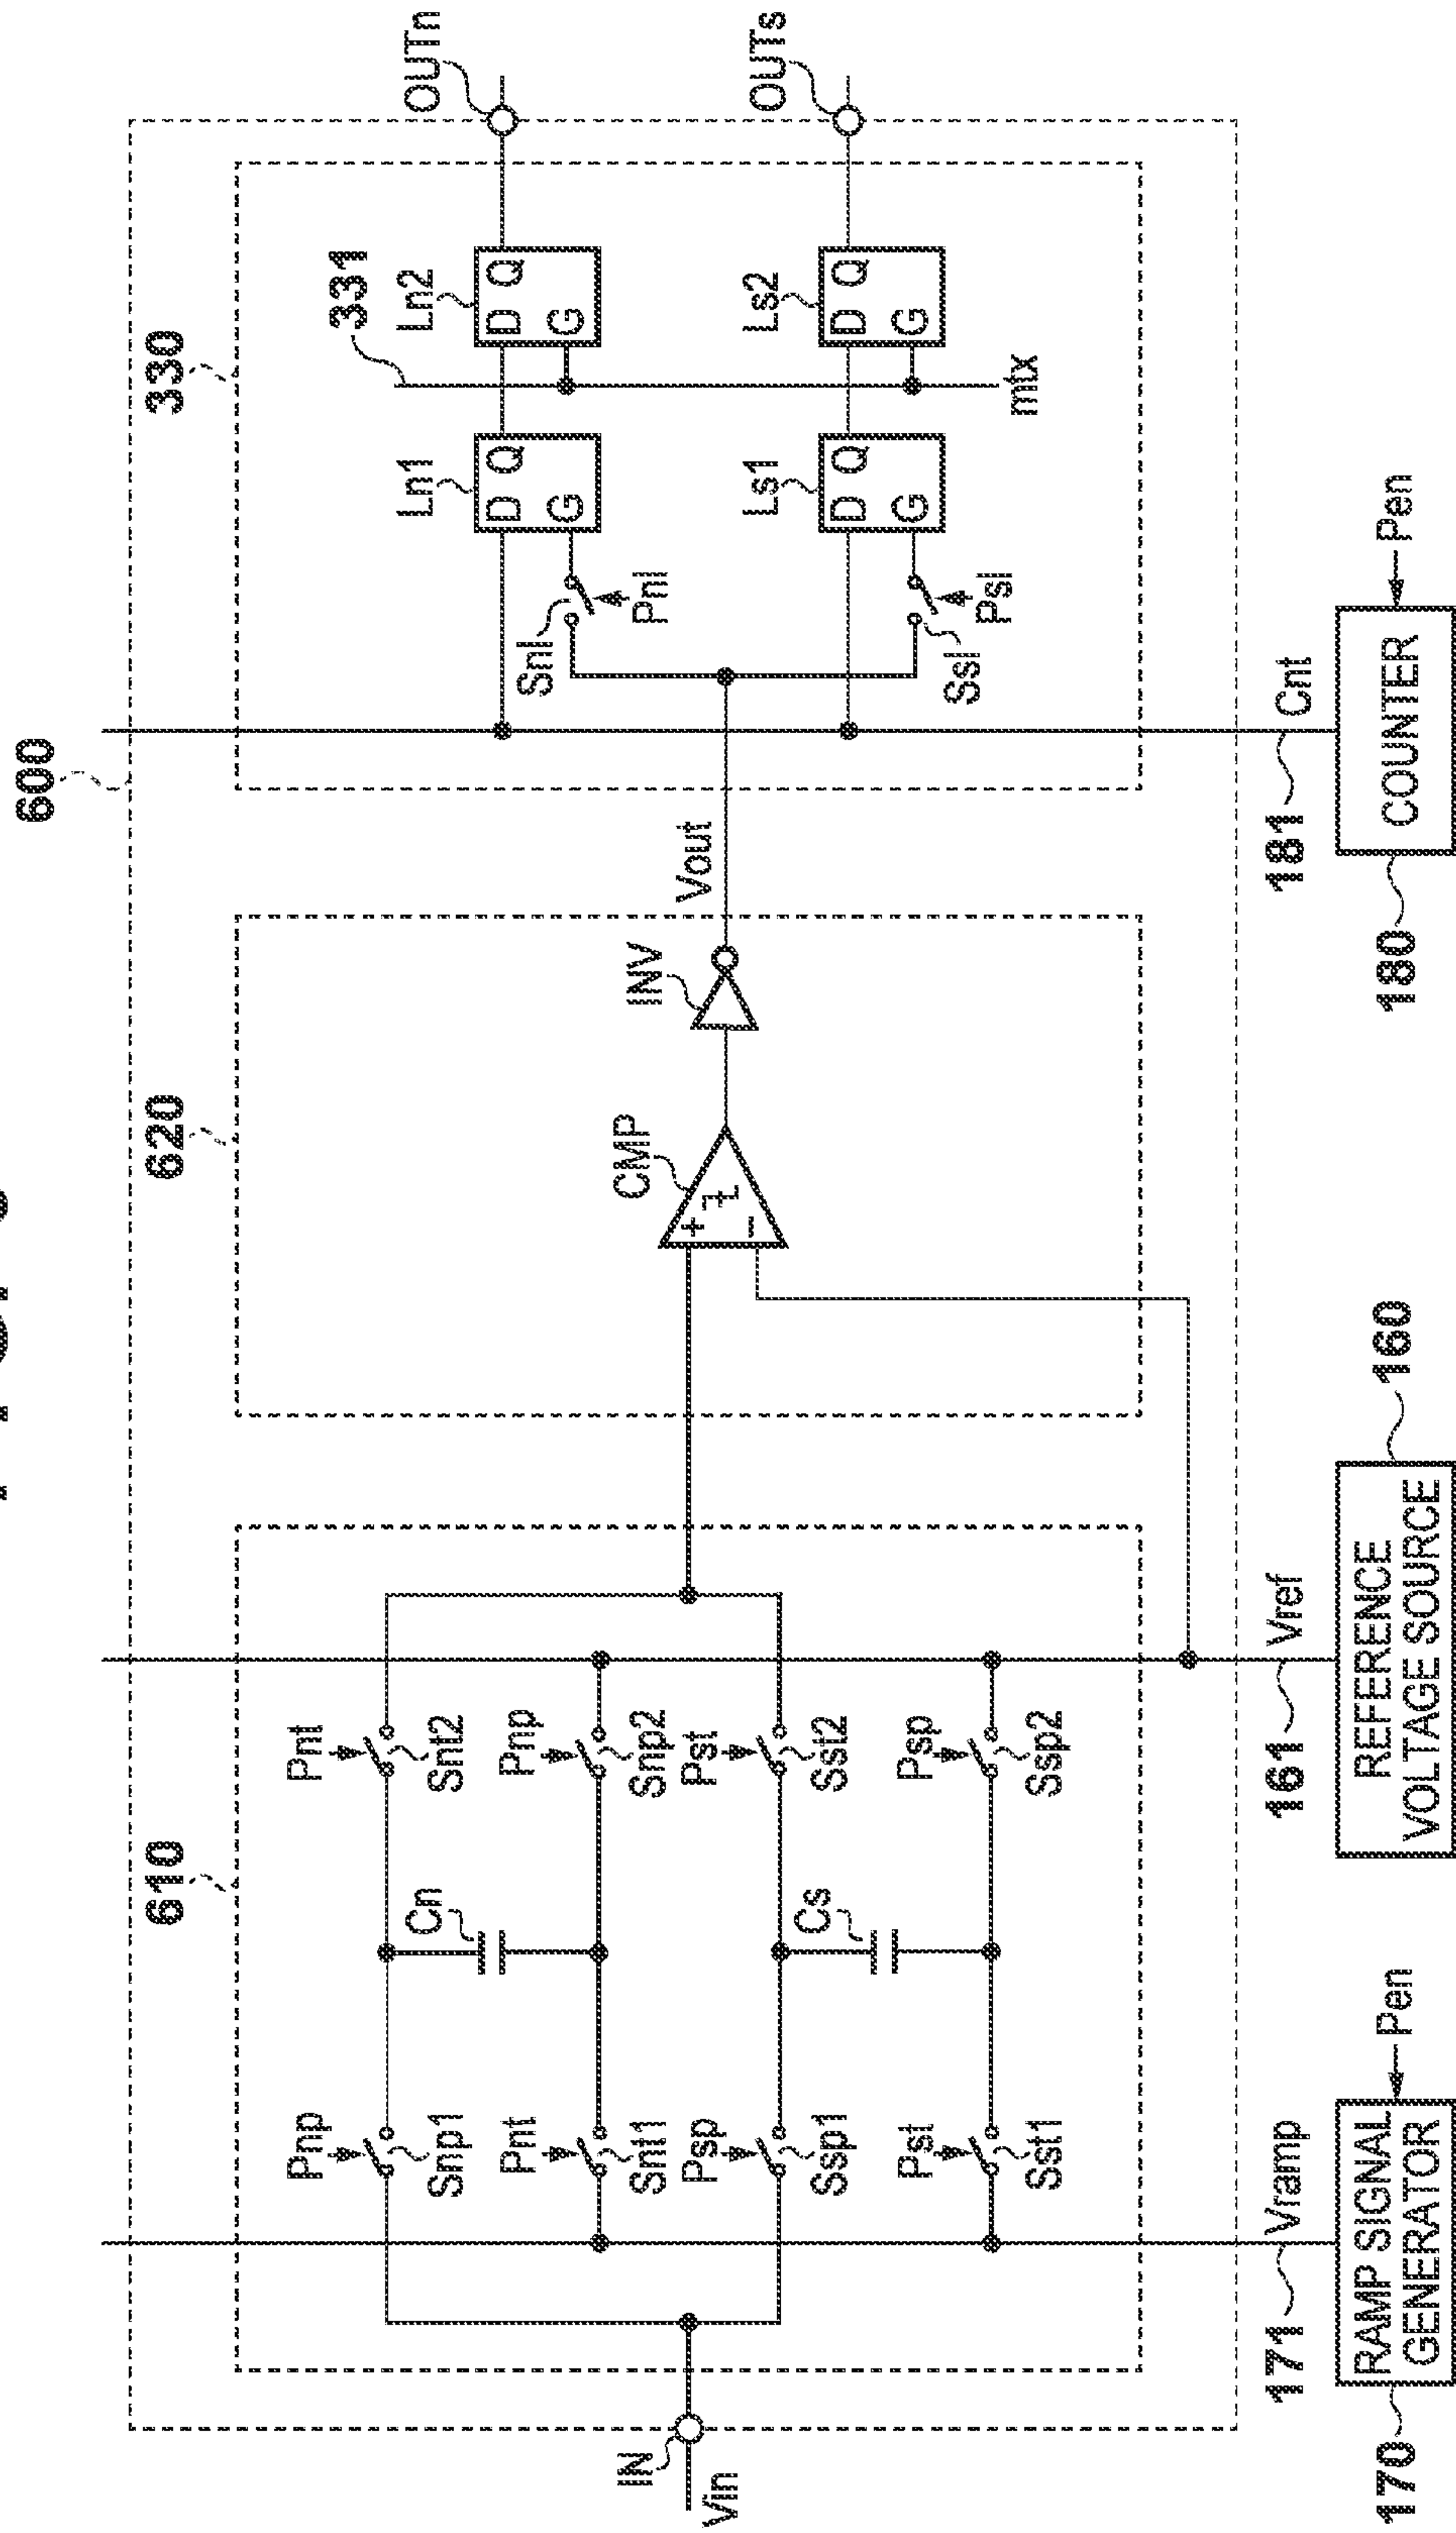 600
610
620
330
331
Pnp
Snp1
Pnt
Snt2
Cn
Pnt
Snt1
Pnp
Snp2
Psp
Ssp1
Pst
Sst2
Cs
Pst
Sst1
Psp
Ssp2
IN
Vin
CMP
+
−
INV
Vout
Snl
Pnl
Ssl
Psl
Ln1
D Q
G
Ln2
D Q
G
Ls1
D Q
G
Ls2
D Q
G
mtx
OUTn
OUTs
171
Vramp
161
Vref
181
Cnt
170
RAMP SIGNAL
GENERATOR
Pen
REFERENCE
VOLTAGE SOURCE
160
180
COUNTER
Pen